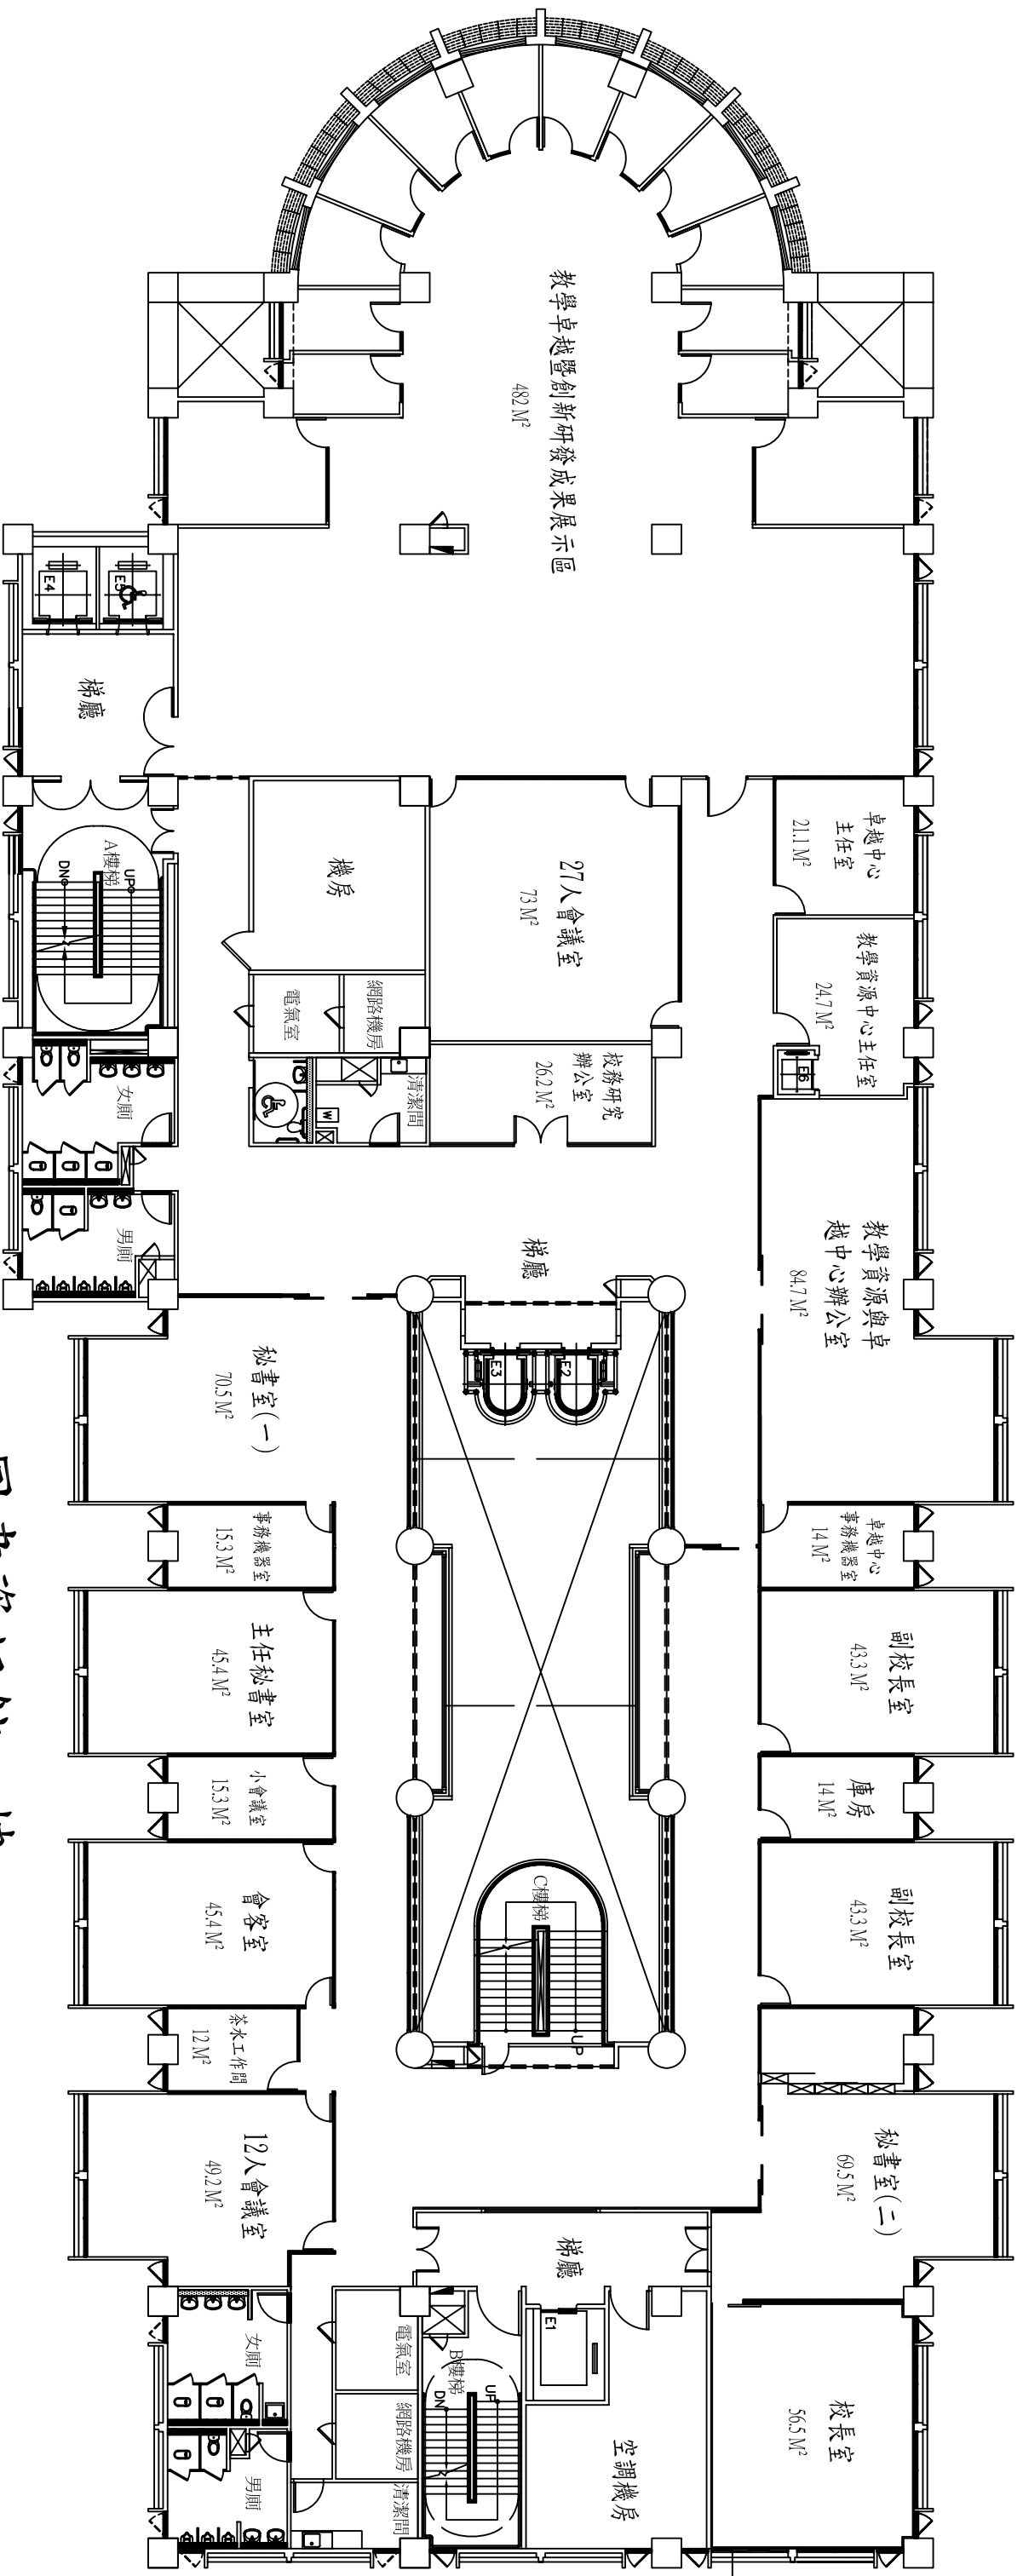 教學卓越既創新研發成果展示區
482 M²
E4
E5
梯廳
A樓梯
UP
DN
機房
27人會議室
73 M²
卓越中心
主任室
21.1 M²
教學資源中心主任室
24.7 M²
E6
電氣室
網路機房
清潔間
W
校務研究
辦公室
26.2 M²
女廁
男廁
梯廳
教學資源與卓
越中心辦公室
84.7 M²
E3
E2
秘書室(一)
70.5 M²
事務機器室
15.3 M²
卓越中心
事務機器室
14 M²
主任秘書室
45.4 M²
副校長室
43.3 M²
小會議室
15.3 M²
庫房
14 M²
會客室
45.4 M²
C樓梯
UP
副校長室
43.3 M²
茶水工作間
12 M²
12人會議室
49.2 M²
秘書室(二)
69.5 M²
梯廳
E1
女廁
男廁
電氣室
網路機房
清潔間
B樓梯
UP
DN
空調機房
校長室
56.5 M²